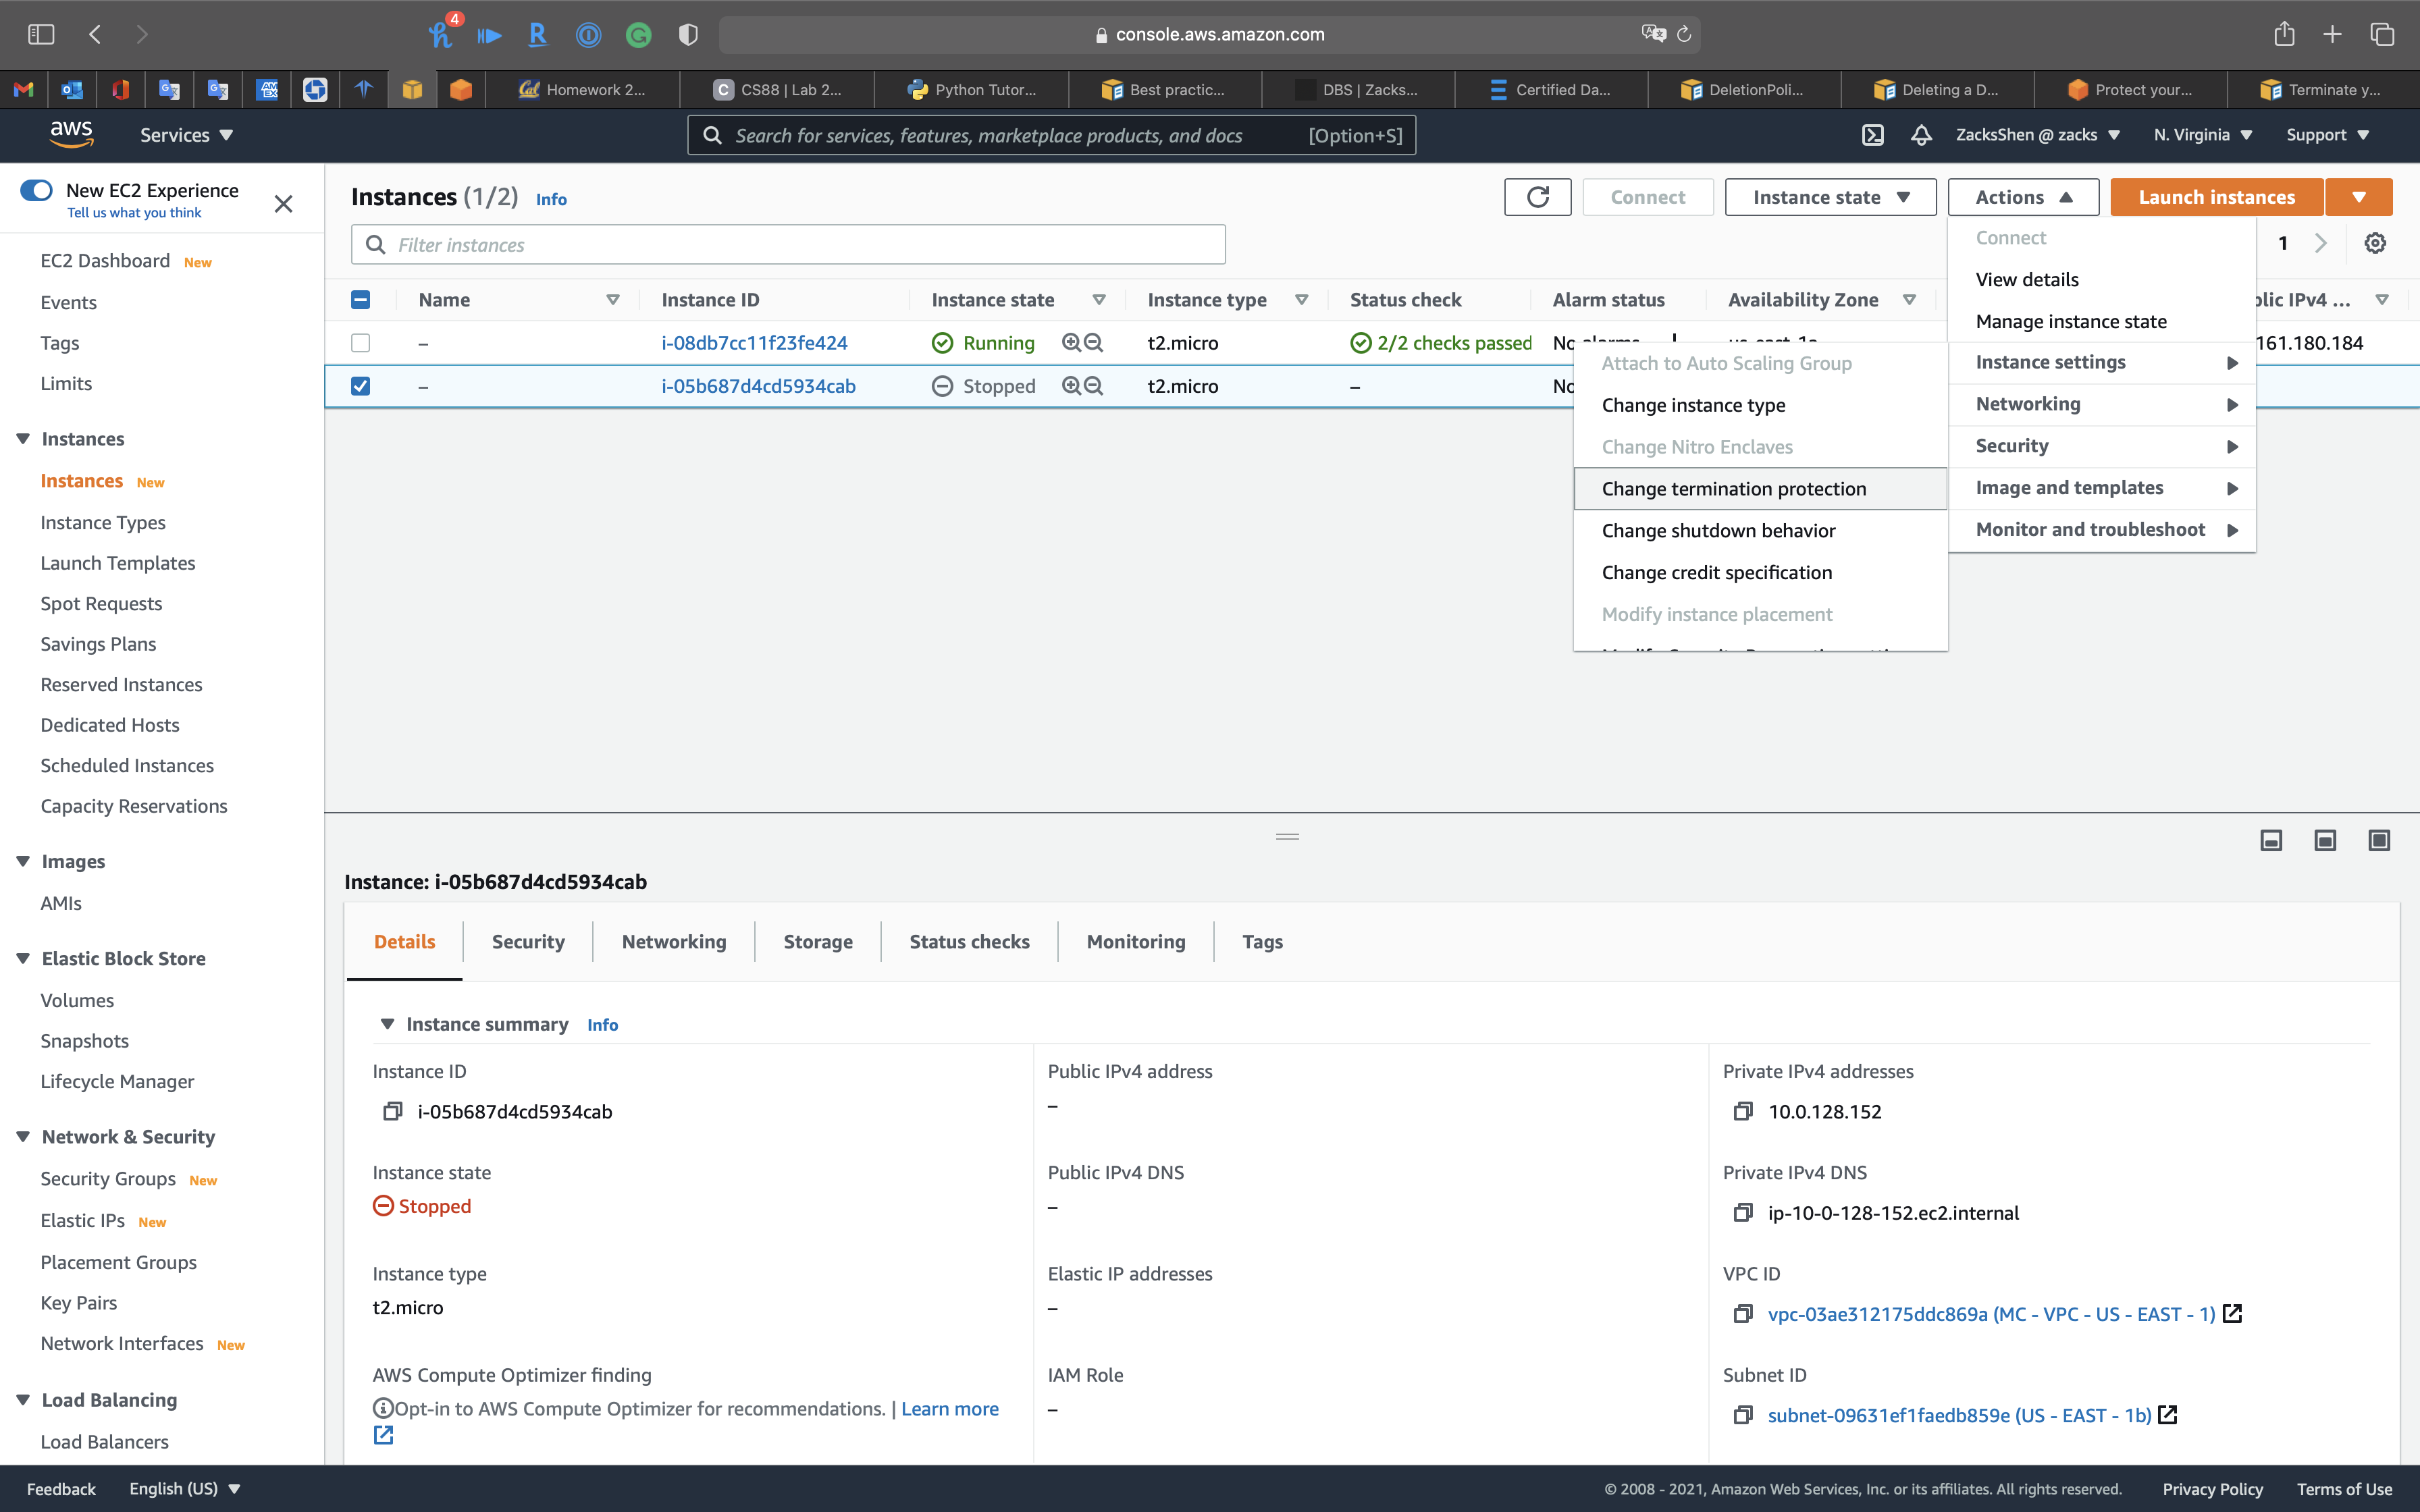 4
console.aws.amazon.com
Homework 2...
CS88 | Lab 2...
Python Tutor...
Best practic...
DBS | Zacks...
Certified Da...
DeletionPoli...
Deleting a D...
Protect your...
Terminate y...
aws
Services
Search for services, features, marketplace products, and docs [Option+S]
ZacksShen @ zacks
N. Virginia
Support
New EC2 Experience
Tell us what you think
EC2 Dashboard New
Events
Tags
Limits
Instances
Instances New
Instance Types
Launch Templates
Spot Requests
Savings Plans
Reserved Instances
Dedicated Hosts
Scheduled Instances
Capacity Reservations
Images
AMIs
Elastic Block Store
Volumes
Snapshots
Lifecycle Manager
Network & Security
Security Groups New
Elastic IPs New
Placement Groups
Key Pairs
Network Interfaces New
Load Balancing
Load Balancers
Instances (1/2) Info
Connect
Instance state
Actions
Launch instances
Filter instances
1
Name Instance ID Instance state Instance type Status check Alarm status Availability Zone blic IPv4 ...
– i-08db7cc11f23fe424 Running t2.micro 2/2 checks passed No alarms us-east-1a 161.180.184
– i-05b687d4cd5934cab Stopped t2.micro – No
Connect
View details
Manage instance state
Instance settings
Networking
Security
Image and templates
Monitor and troubleshoot
Attach to Auto Scaling Group
Change instance type
Change Nitro Enclaves
Change termination protection
Change shutdown behavior
Change credit specification
Modify instance placement
Instance: i-05b687d4cd5934cab
Details Security Networking Storage Status checks Monitoring Tags
Instance summary Info
Instance ID
i-05b687d4cd5934cab
Public IPv4 address
–
Private IPv4 addresses
10.0.128.152
Instance state
Stopped
Public IPv4 DNS
–
Private IPv4 DNS
ip-10-0-128-152.ec2.internal
Instance type
t2.micro
Elastic IP addresses
–
VPC ID
vpc-03ae312175ddc869a (MC - VPC - US - EAST - 1)
AWS Compute Optimizer finding
Opt-in to AWS Compute Optimizer for recommendations. | Learn more
IAM Role
–
Subnet ID
subnet-09631ef1faedb859e (US - EAST - 1b)
Feedback
English (US)
© 2008 - 2021, Amazon Web Services, Inc. or its affiliates. All rights reserved.
Privacy Policy
Terms of Use